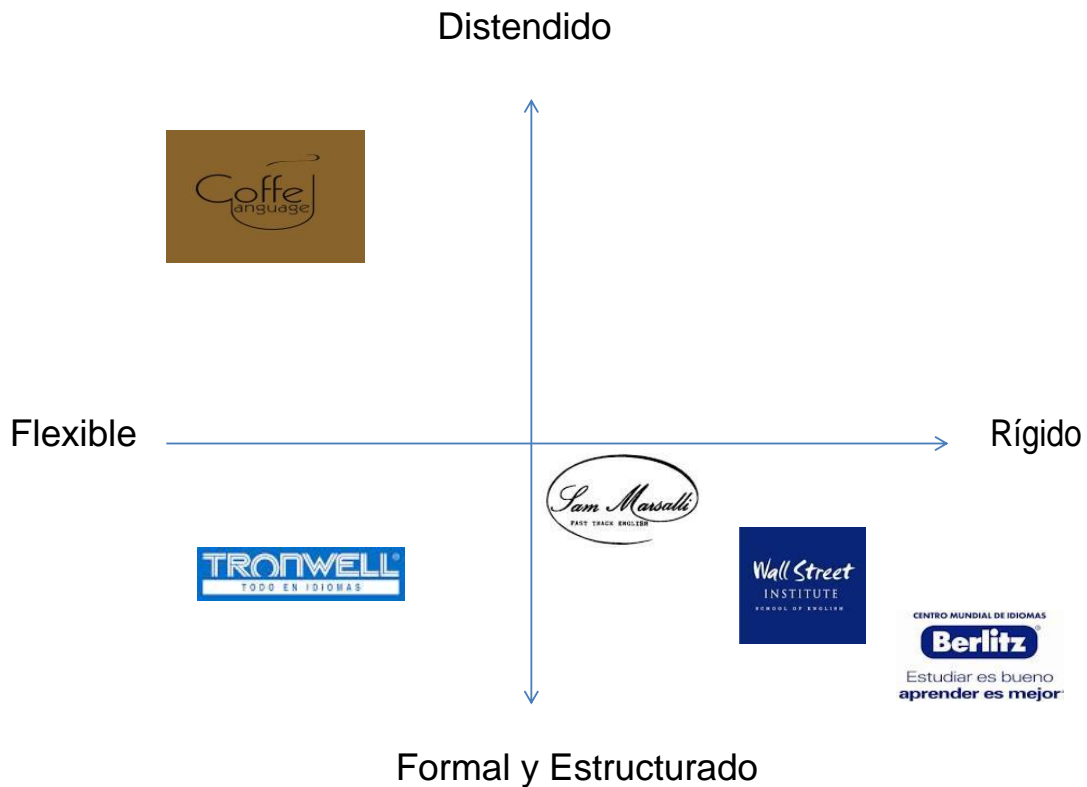 Distendido
Coffe
Language
Flexible
Rígido
Sam Marsalli
FAST TRACK ENGLISH
TRONWELL®
TODO EN IDIOMAS
Wall Street
INSTITUTE
SCHOOL OF ENGLISH
CENTRO MUNDIAL DE IDIOMAS
Berlitz®
Estudiar es bueno
aprender es mejor
Formal y Estructurado